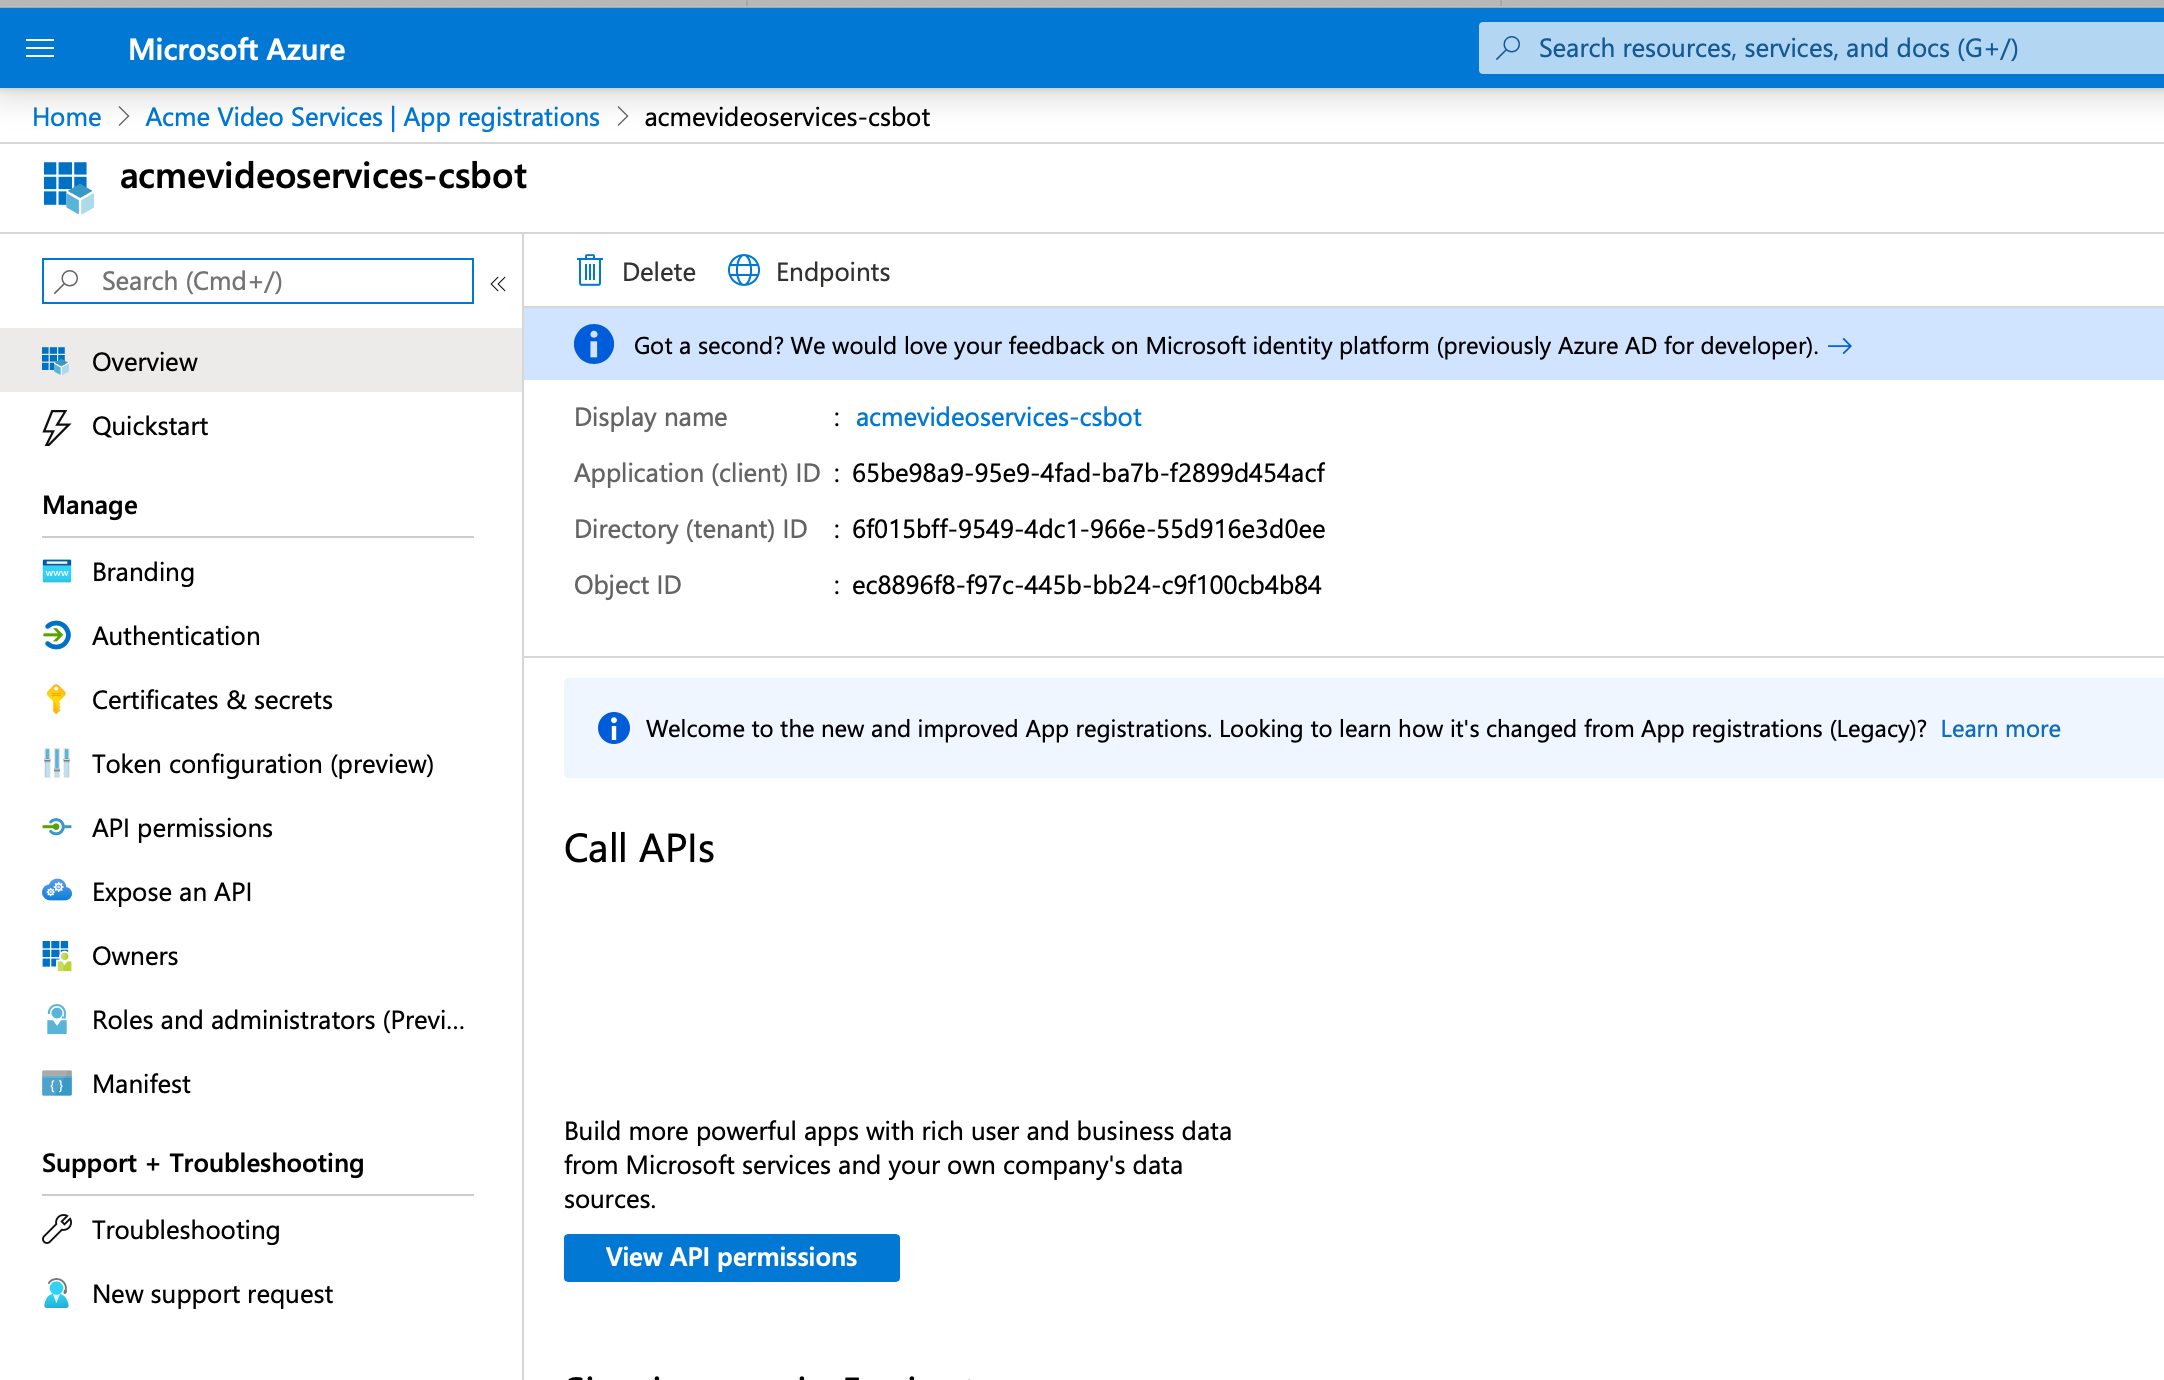 Microsoft Azure
Search resources, services, and docs (G+/)
Home > Acme Video Services | App registrations > acmevideoservices-csbot
acmevideoservices-csbot
Search (Cmd+/)
«
Overview
Quickstart
Manage
Branding
Authentication
Certificates & secrets
Token configuration (preview)
API permissions
Expose an API
Owners
Roles and administrators (Previ...
Manifest
Support + Troubleshooting
Troubleshooting
New support request
Delete
Endpoints
Got a second? We would love your feedback on Microsoft identity platform (previously Azure AD for developer). →
Display name : acmevideoservices-csbot
Application (client) ID : 65be98a9-95e9-4fad-ba7b-f2899d454acf
Directory (tenant) ID : 6f015bff-9549-4dc1-966e-55d916e3d0ee
Object ID : ec8896f8-f97c-445b-bb24-c9f100cb4b84
Welcome to the new and improved App registrations. Looking to learn how it's changed from App registrations (Legacy)? Learn more
Call APIs
Build more powerful apps with rich user and business data
from Microsoft services and your own company's data
sources.
View API permissions